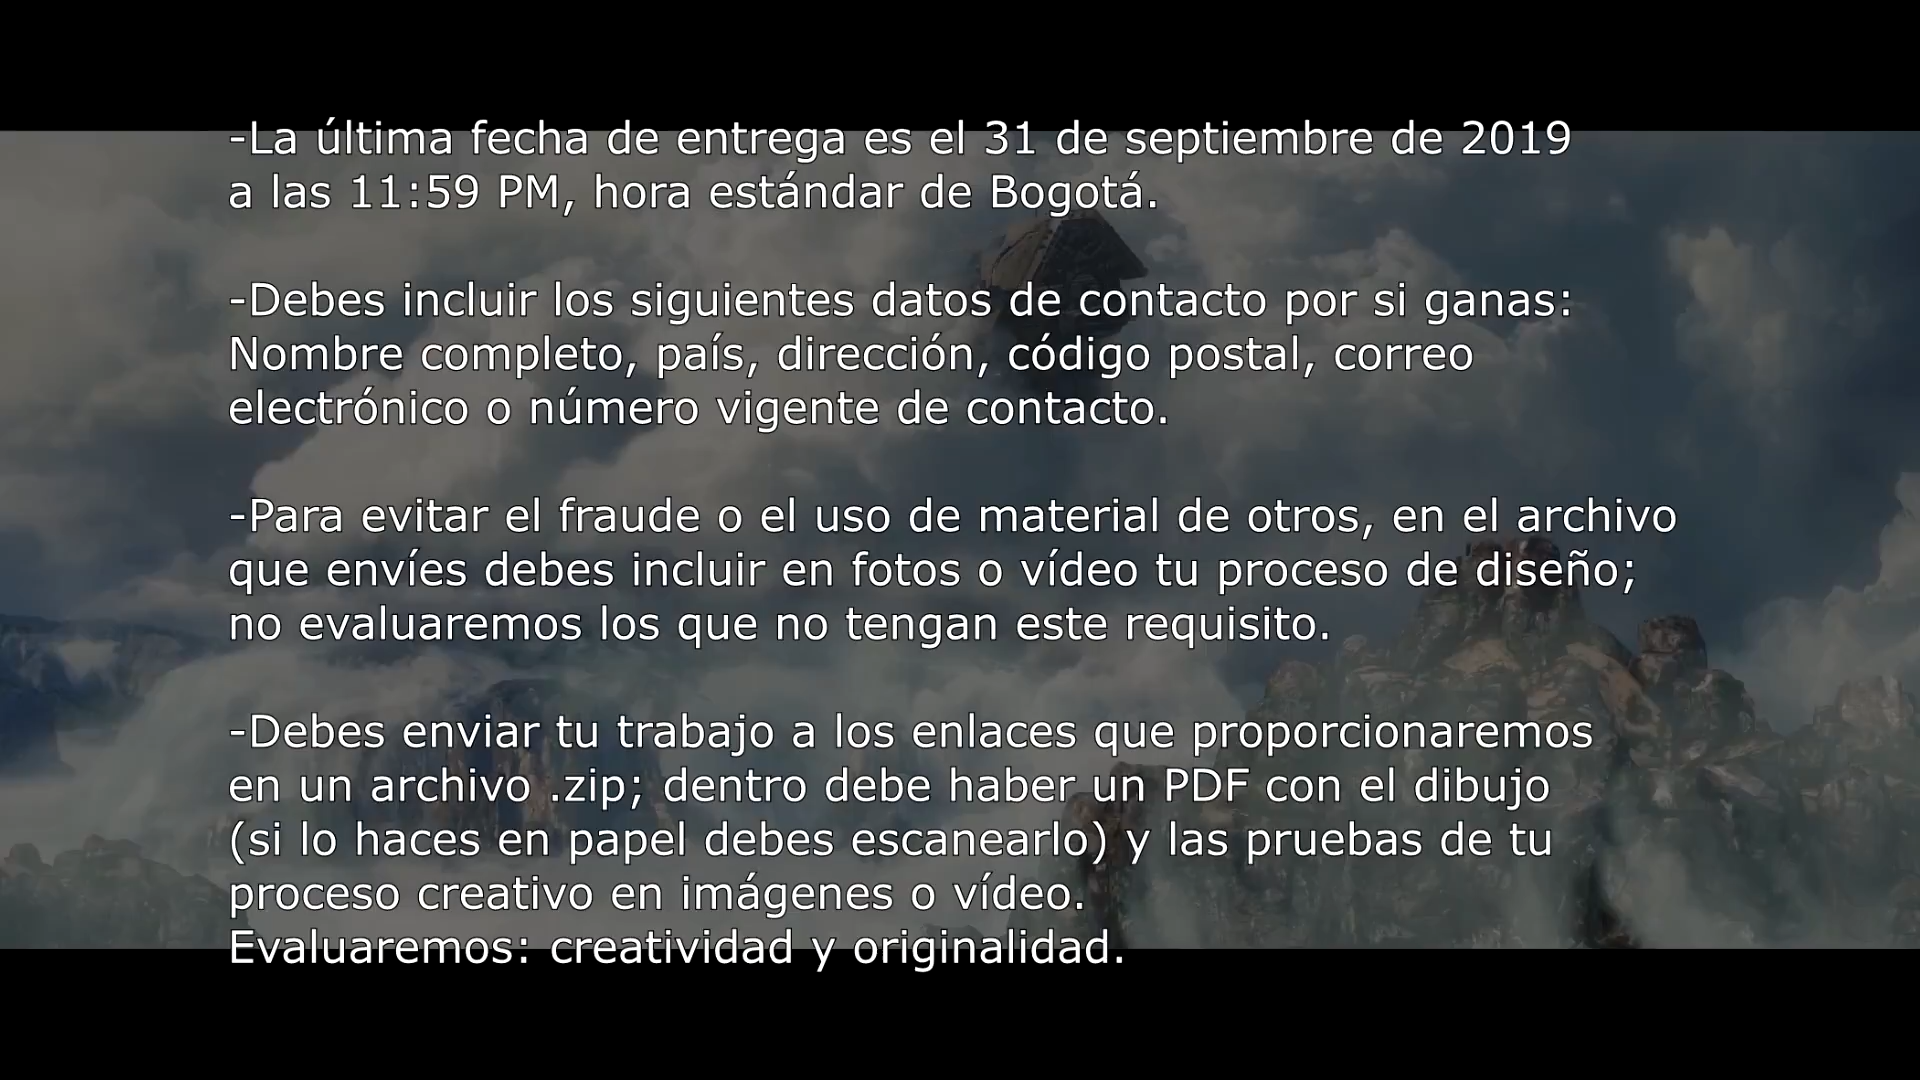 -La última fecha de entrega es el 31 de septiembre de 2019
a las 11:59 PM, hora estándar de Bogotá.
-Debes incluir los siguientes datos de contacto por si ganas:
Nombre completo, país, dirección, código postal, correo
electrónico o número vigente de contacto.
-Para evitar el fraude o el uso de material de otros, en el archivo
que envíes debes incluir en fotos o vídeo tu proceso de diseño;
no evaluaremos los que no tengan este requisito.
-Debes enviar tu trabajo a los enlaces que proporcionaremos
en un archivo .zip; dentro debe haber un PDF con el dibujo
(si lo haces en papel debes escanearlo) y las pruebas de tu
proceso creativo en imágenes o vídeo.
Evaluaremos: creatividad y originalidad.